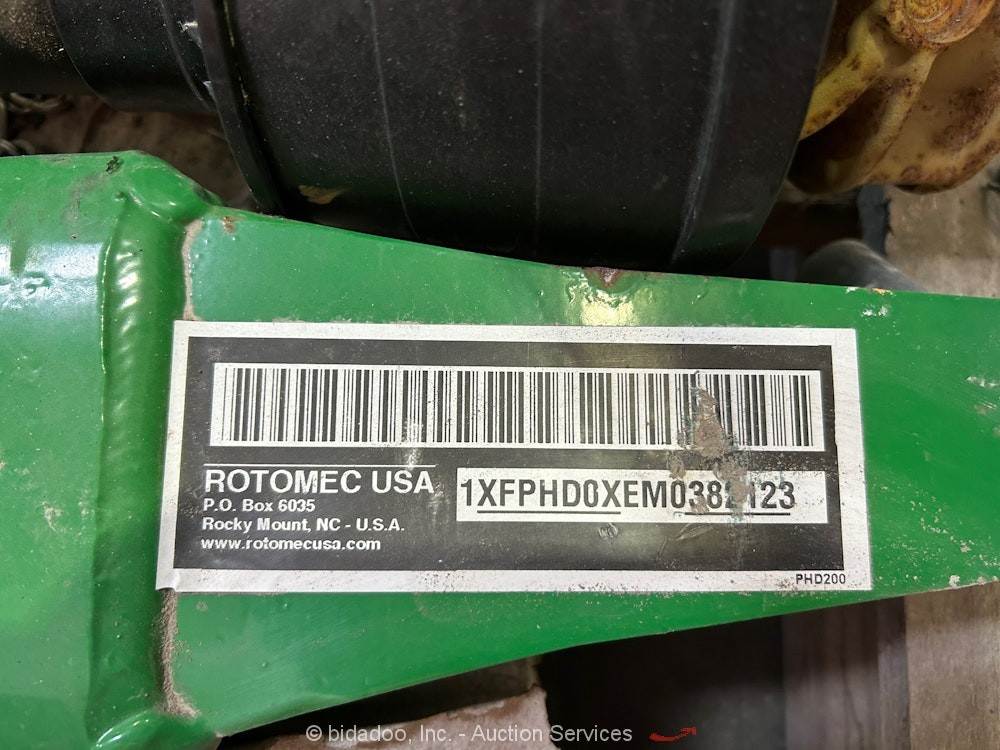 ROTOMEC USA
P.O. Box 6035
Rocky Mount, NC - U.S.A.
www.rotomecusa.com
PHD200
© bidadoo, Inc. - Auction Services